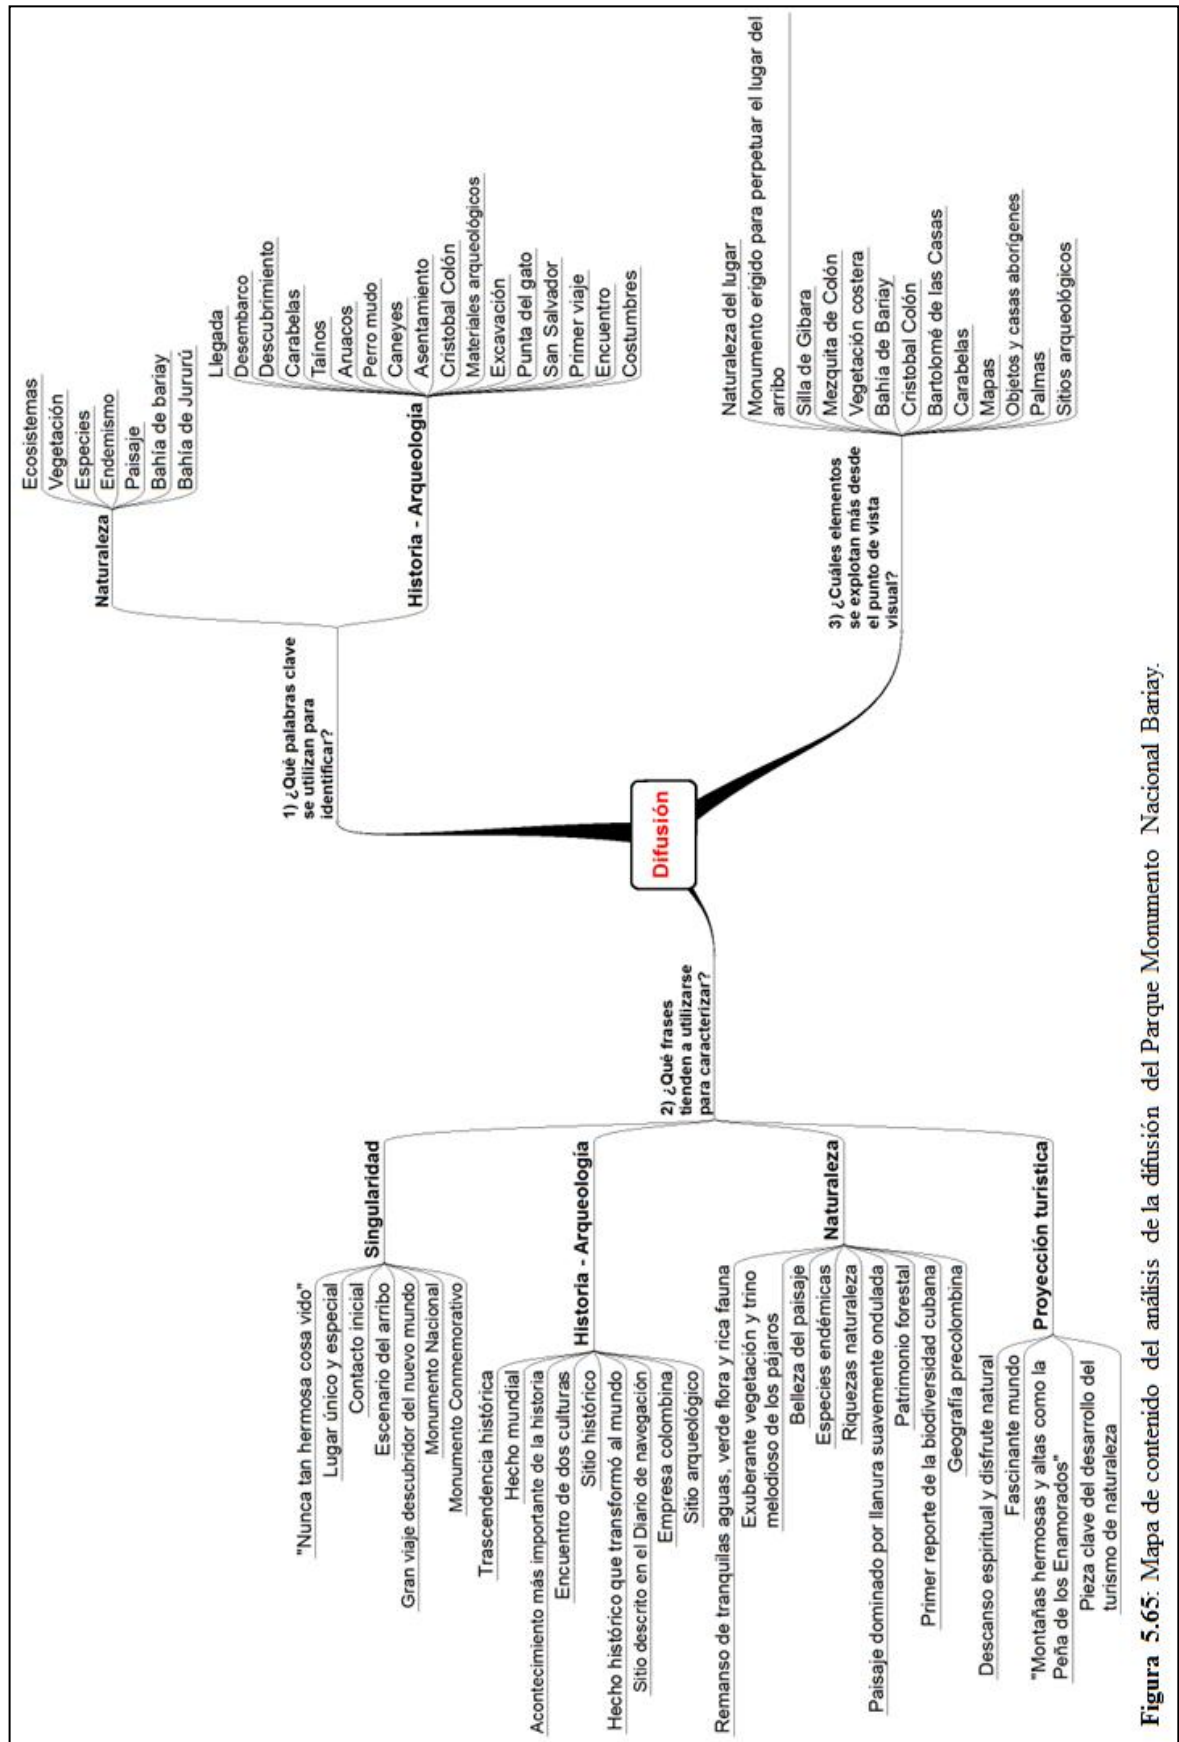 Difusión
1) ¿Qué palabras clave
se utilizan para
identificar?
Naturaleza
Ecosistemas
Vegetación
Especies
Endemismo
Paisaje
Bahía de bariay
Bahía de Jururú
Historia - Arqueología
Llegada
Desembarco
Descubrimiento
Carabelas
Taínos
Aruacos
Perro mudo
Caneyes
Asentamiento
Cristobal Colón
Materiales arqueológicos
Excavación
Punta del gato
San Salvador
Primer viaje
Encuentro
Costumbres
2) ¿Qué frases
tienden a utilizarse
para caracterizar?
Singularidad
"Nunca tan hermosa cosa vido"
Lugar único y especial
Contacto inicial
Escenario del arribo
Gran viaje descubridor del nuevo mundo
Monumento Nacional
Monumento Conmemorativo
Historia - Arqueología
Trascendencia histórica
Hecho mundial
Acontecimiento más importante de la historia
Encuentro de dos culturas
Sitio histórico
Hecho histórico que transformó al mundo
Sitio descrito en el Diario de navegación
Empresa colombina
Sitio arqueológico
Naturaleza
Remanso de tranquilas aguas, verde flora y rica fauna
Exuberante vegetación y trino
melodioso de los pájaros
Belleza del paisaje
Especies endémicas
Riquezas naturaleza
Paisaje dominado por llanura suavemente ondulada
Patrimonio forestal
Primer reporte de la biodiversidad cubana
Geografía precolombina
Proyección turística
Descanso espiritual y disfrute natural
Fascinante mundo
"Montañas hermosas y altas como la
Peña de los Enamorados"
Pieza clave del desarrollo del
turismo de naturaleza
3) ¿Cuáles elementos
se explotan más desde
el punto de vista
visual?
Naturaleza del lugar
Monumento erigido para perpetuar el lugar del
arribo
Silla de Gibara
Mezquita de Colón
Vegetación costera
Bahía de Bariay
Cristobal Colón
Bartolomé de las Casas
Carabelas
Mapas
Objetos y casas aborígenes
Palmas
Sitios arqueológicos
Figura 5.65: Mapa de contenido del análisis de la difusión del Parque Monumento Nacional Bariay.